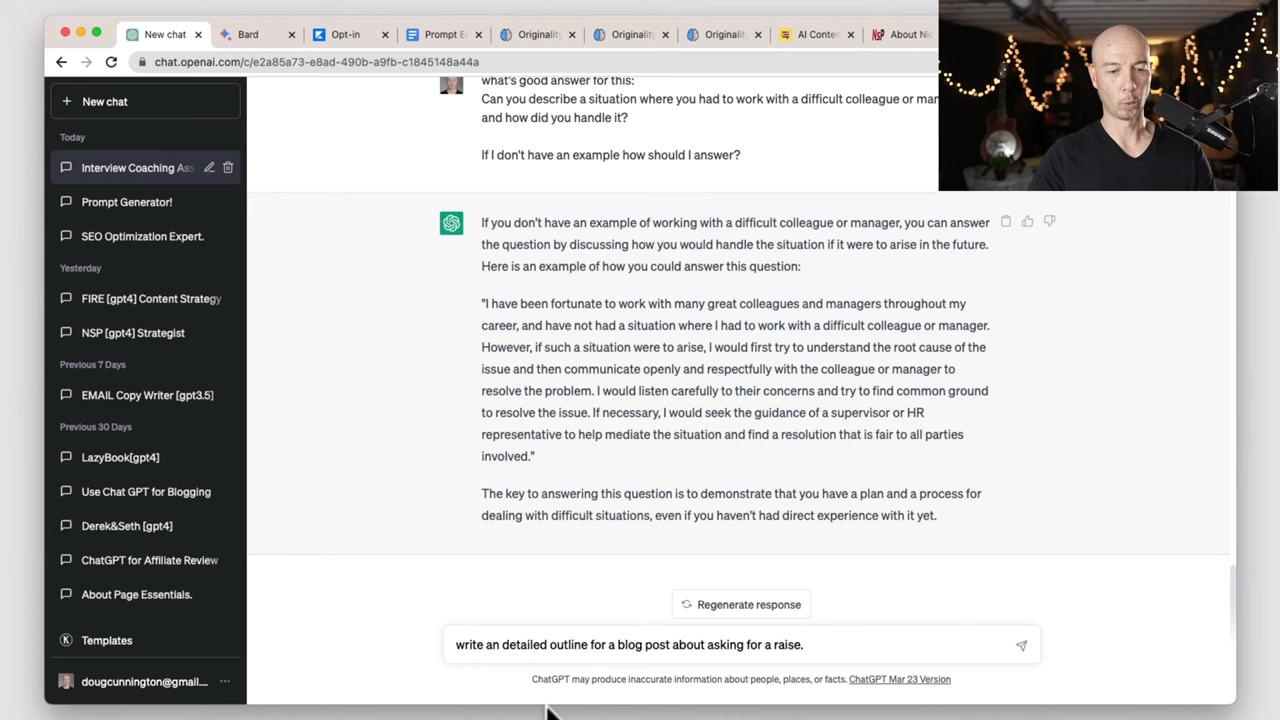 New chat
Bard
Opt-in
Prompt E
Originality
Originality
Originality
AI Conten
NSP About Nic
chat.openai.com/c/e2a85a73-e8ad-490b-a9fb-c1845148a44a
New chat
Today
Interview Coaching Ass
Prompt Generator!
SEO Optimization Expert.
Yesterday
FIRE [gpt4] Content Strategy
NSP [gpt4] Strategist
Previous 7 Days
EMAIL Copy Writer [gpt3.5]
Previous 30 Days
LazyBook[gpt4]
Use Chat GPT for Blogging
Derek&Seth [gpt4]
ChatGPT for Affiliate Review
About Page Essentials.
K Templates
dougcunnington@gmail....
what's good answer for this:
Can you describe a situation where you had to work with a difficult colleague or man
and how did you handle it?
If I don't have an example how should I answer?
If you don't have an example of working with a difficult colleague or manager, you can answer
the question by discussing how you would handle the situation if it were to arise in the future.
Here is an example of how you could answer this question:
"I have been fortunate to work with many great colleagues and managers throughout my
career, and have not had a situation where I had to work with a difficult colleague or manager.
However, if such a situation were to arise, I would first try to understand the root cause of the
issue and then communicate openly and respectfully with the colleague or manager to
resolve the problem. I would listen carefully to their concerns and try to find common ground
to resolve the issue. If necessary, I would seek the guidance of a supervisor or HR
representative to help mediate the situation and find a resolution that is fair to all parties
involved."
The key to answering this question is to demonstrate that you have a plan and a process for
dealing with difficult situations, even if you haven't had direct experience with it yet.
Regenerate response
write an detailed outline for a blog post about asking for a raise.
ChatGPT may produce inaccurate information about people, places, or facts. ChatGPT Mar 23 Version
SHURE